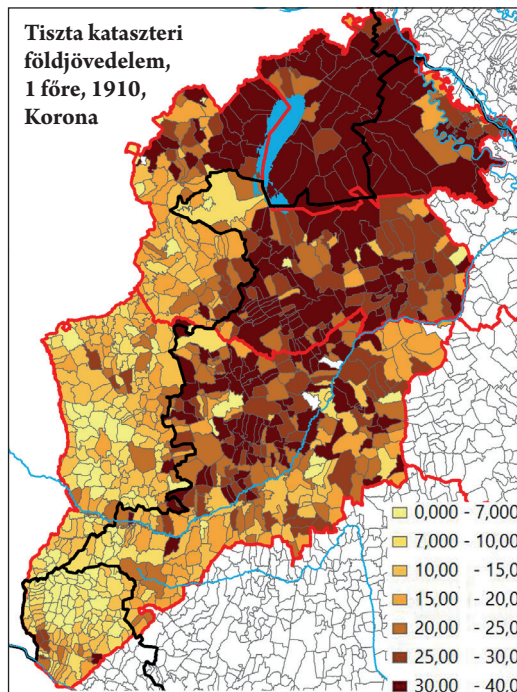 Tiszta kataszteri
földjövedelem,
1 főre, 1910,
Korona
0,000 - 7,000
7,000 - 10,00
10,00 - 15,0
15,00 - 20,0
20,00 - 25,0
25,00 - 30,0
30,00 - 40,0